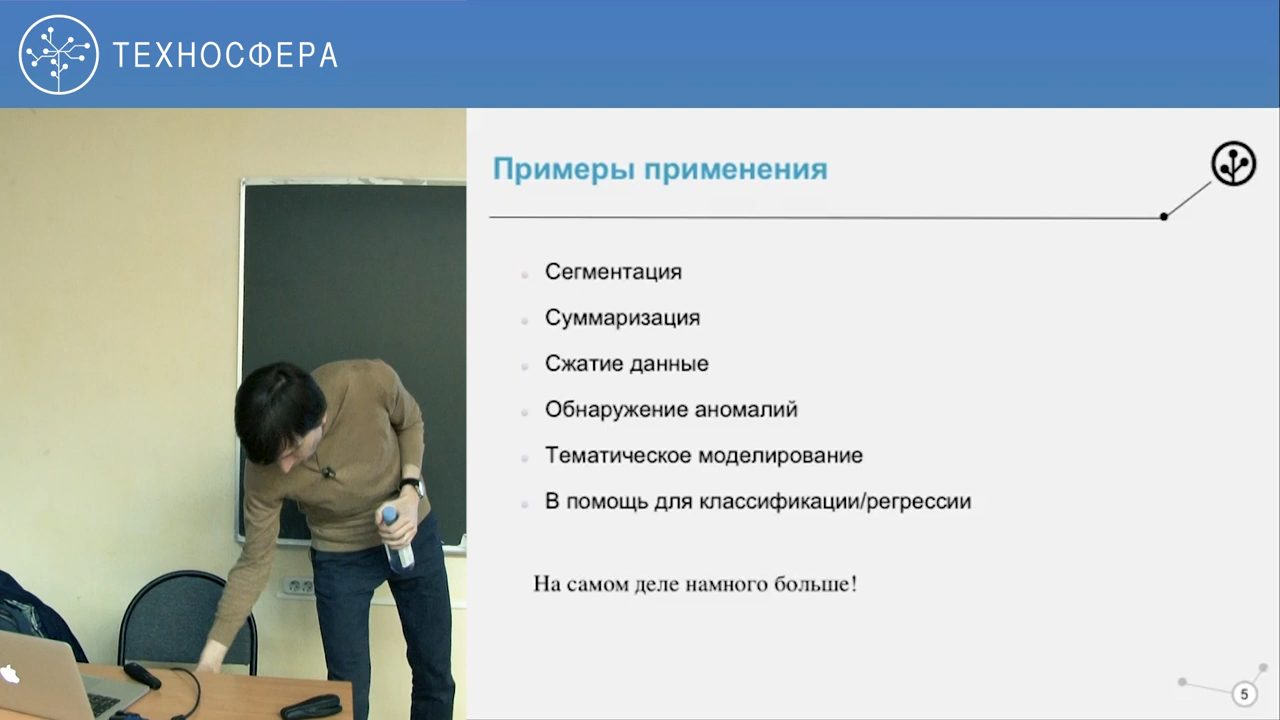 ТЕХНОСФЕРА
Примеры применения
Сегментация
Суммаризация
Сжатие данные
Обнаружение аномалий
Тематическое моделирование
В помощь для классификации/регрессии
На самом деле намного больше!
5